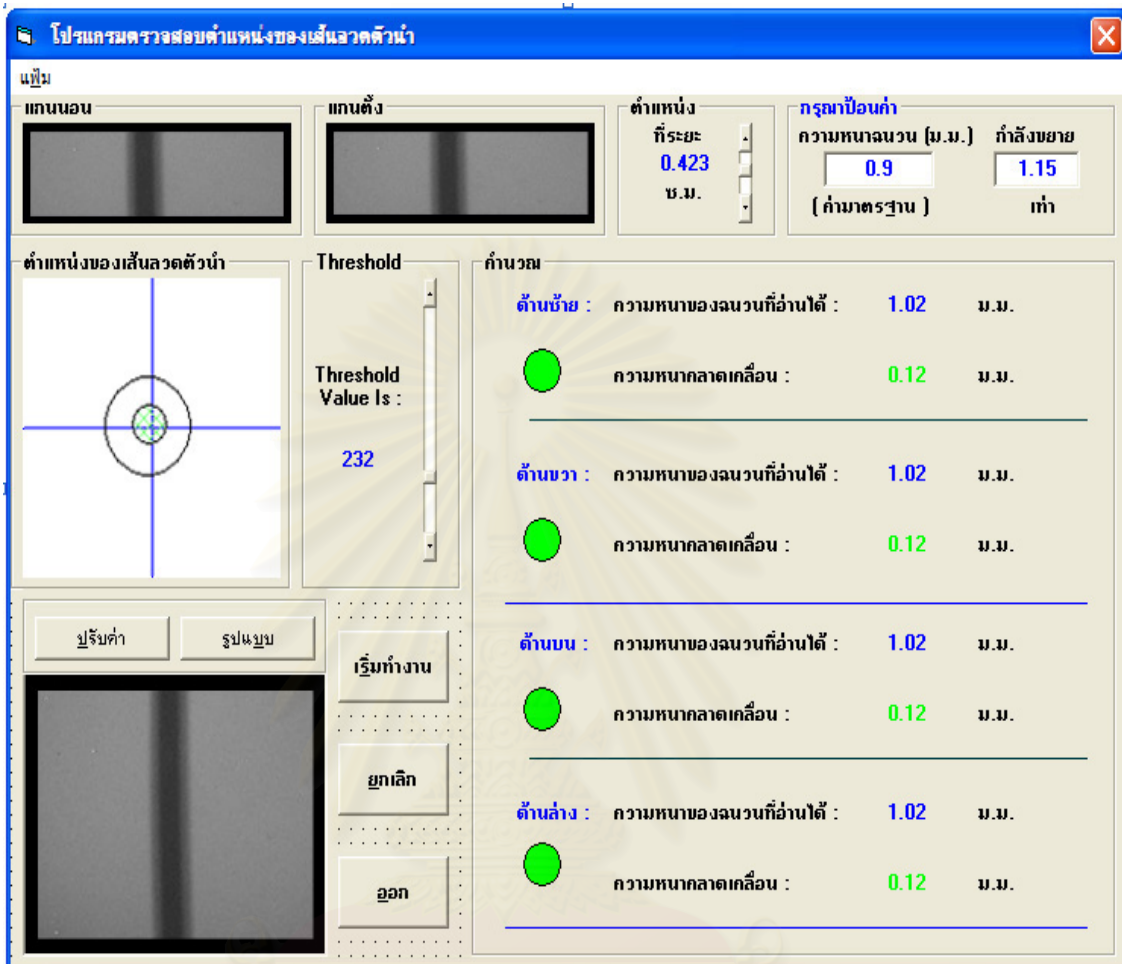 โปรแกรมตรวจสอบตำแหน่งของเส้นลวดตัวนำ
แฟ้ม
แกนนอน
แกนตั้ง
ตำแหน่ง
ที่ระยะ
0.423
ซ.ม.
กรุณาป้อนค่า
ความหนาฉนวน (ม.ม.) กำลังขยาย
0.9 1.15
( ค่ามาตรฐาน ) เท่า
ตำแหน่งของเส้นลวดตัวนำ
Threshold
Threshold
Value Is :
232
คำนวณ
ด้านซ้าย : ความหนาของฉนวนที่อ่านได้ : 1.02 ม.ม.
ความหนาคลาดเคลื่อน : 0.12 ม.ม.
ด้านขวา : ความหนาของฉนวนที่อ่านได้ : 1.02 ม.ม.
ความหนาคลาดเคลื่อน : 0.12 ม.ม.
ด้านบน : ความหนาของฉนวนที่อ่านได้ : 1.02 ม.ม.
ความหนาคลาดเคลื่อน : 0.12 ม.ม.
ด้านล่าง : ความหนาของฉนวนที่อ่านได้ : 1.02 ม.ม.
ความหนาคลาดเคลื่อน : 0.12 ม.ม.
ปรับค่า
รูปแบบ
เริ่มทำงาน
ยกเลิก
ออก